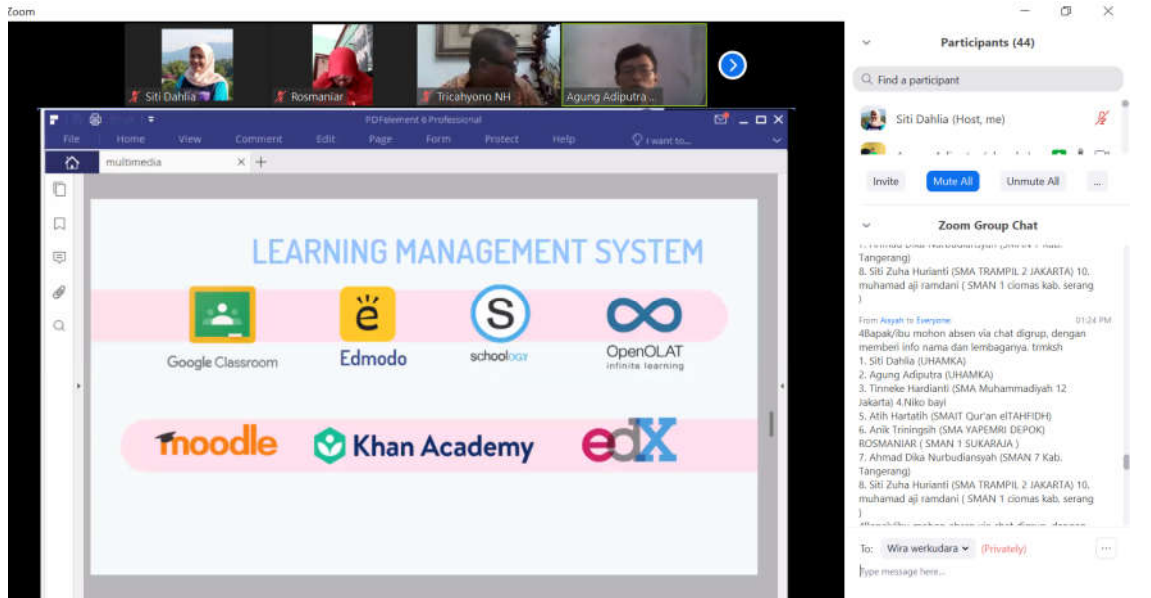 Zoom
Siti Dahlia
Rosmaniar
Tricahyono NH
Agung Adiputra ..
PDFelement 6 Professional
File Home View Comment Edit Page Form Protect Help I want to...
multimedia
LEARNING MANAGEMENT SYSTEM
Google Classroom
ë
Edmodo
S
schoology
OpenOLAT
infinite learning
moodle
Khan Academy
edX
Participants (44)
Find a participant
Siti Dahlia (Host, me)
Invite Mute All Unmute All ...
Zoom Group Chat
Tangerang)
8. Siti Zuha Hurianti (SMA TRAMPIL 2 JAKARTA) 10.
muhamad aji ramdani ( SMAN 1 ciomas kab. serang
)
From Aisyah to Everyone: 01:24 PM
4Bapak/ibu mohon absen via chat digrup, dengan
memberi info nama dan lembaganya. trmksh
1. Siti Dahlia (UHAMKA)
2. Agung Adiputra (UHAMKA)
3. Tinneke Hardianti (SMA Muhammadiyah 12
Jakarta) 4.Niko bayi
5. Atih Hartatih (SMAIT Qur'an elTAHFIDH)
6. Anik Triningsih (SMA YAPEMRI DEPOK)
ROSMANIAR ( SMAN 1 SUKARAJA )
7. Ahmad Dika Nurbudiansyah (SMAN 7 Kab.
Tangerang)
8. Siti Zuha Hurianti (SMA TRAMPIL 2 JAKARTA) 10.
muhamad aji ramdani ( SMAN 1 ciomas kab. serang
)
To: Wira werkudara (Privately) ...
Type message here...